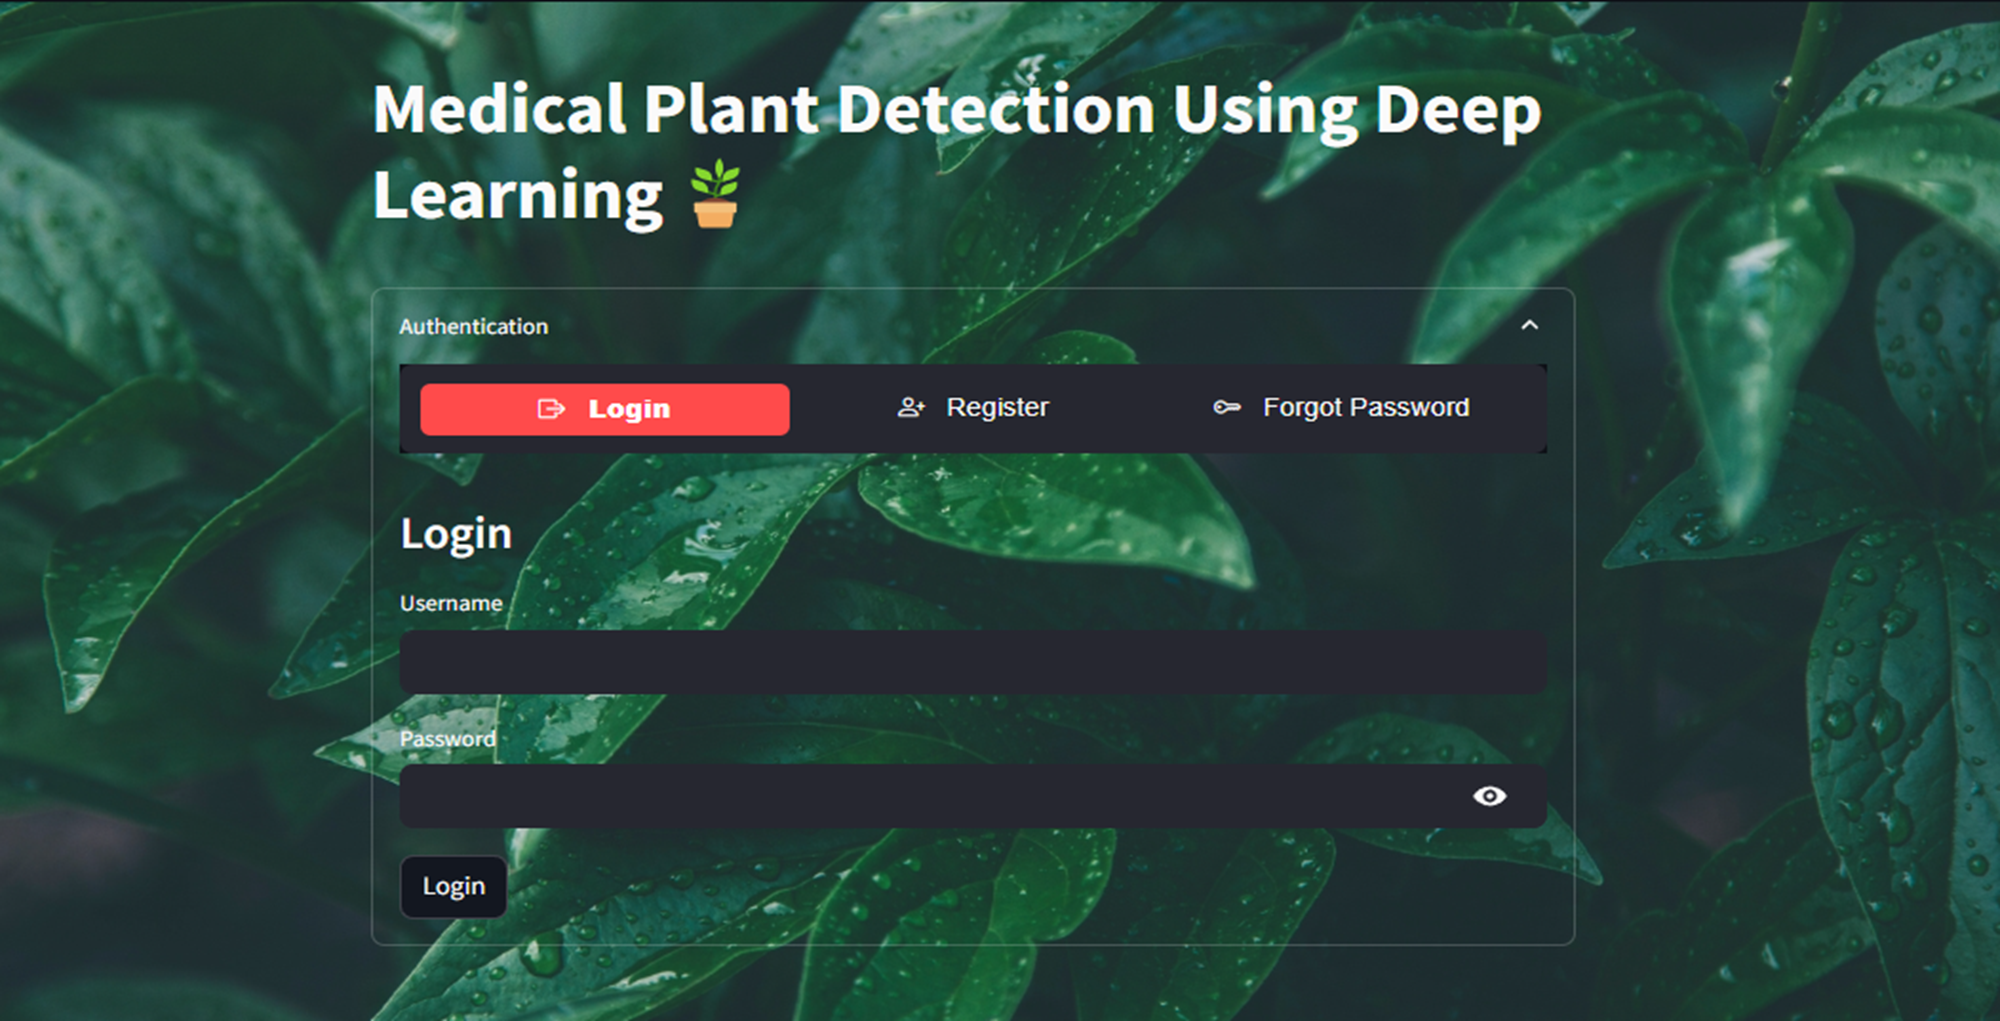 Medical Plant Detection Using Deep
Learning 🪴
Authentication
Login Register Forgot Password
Login
Username
Password
Login